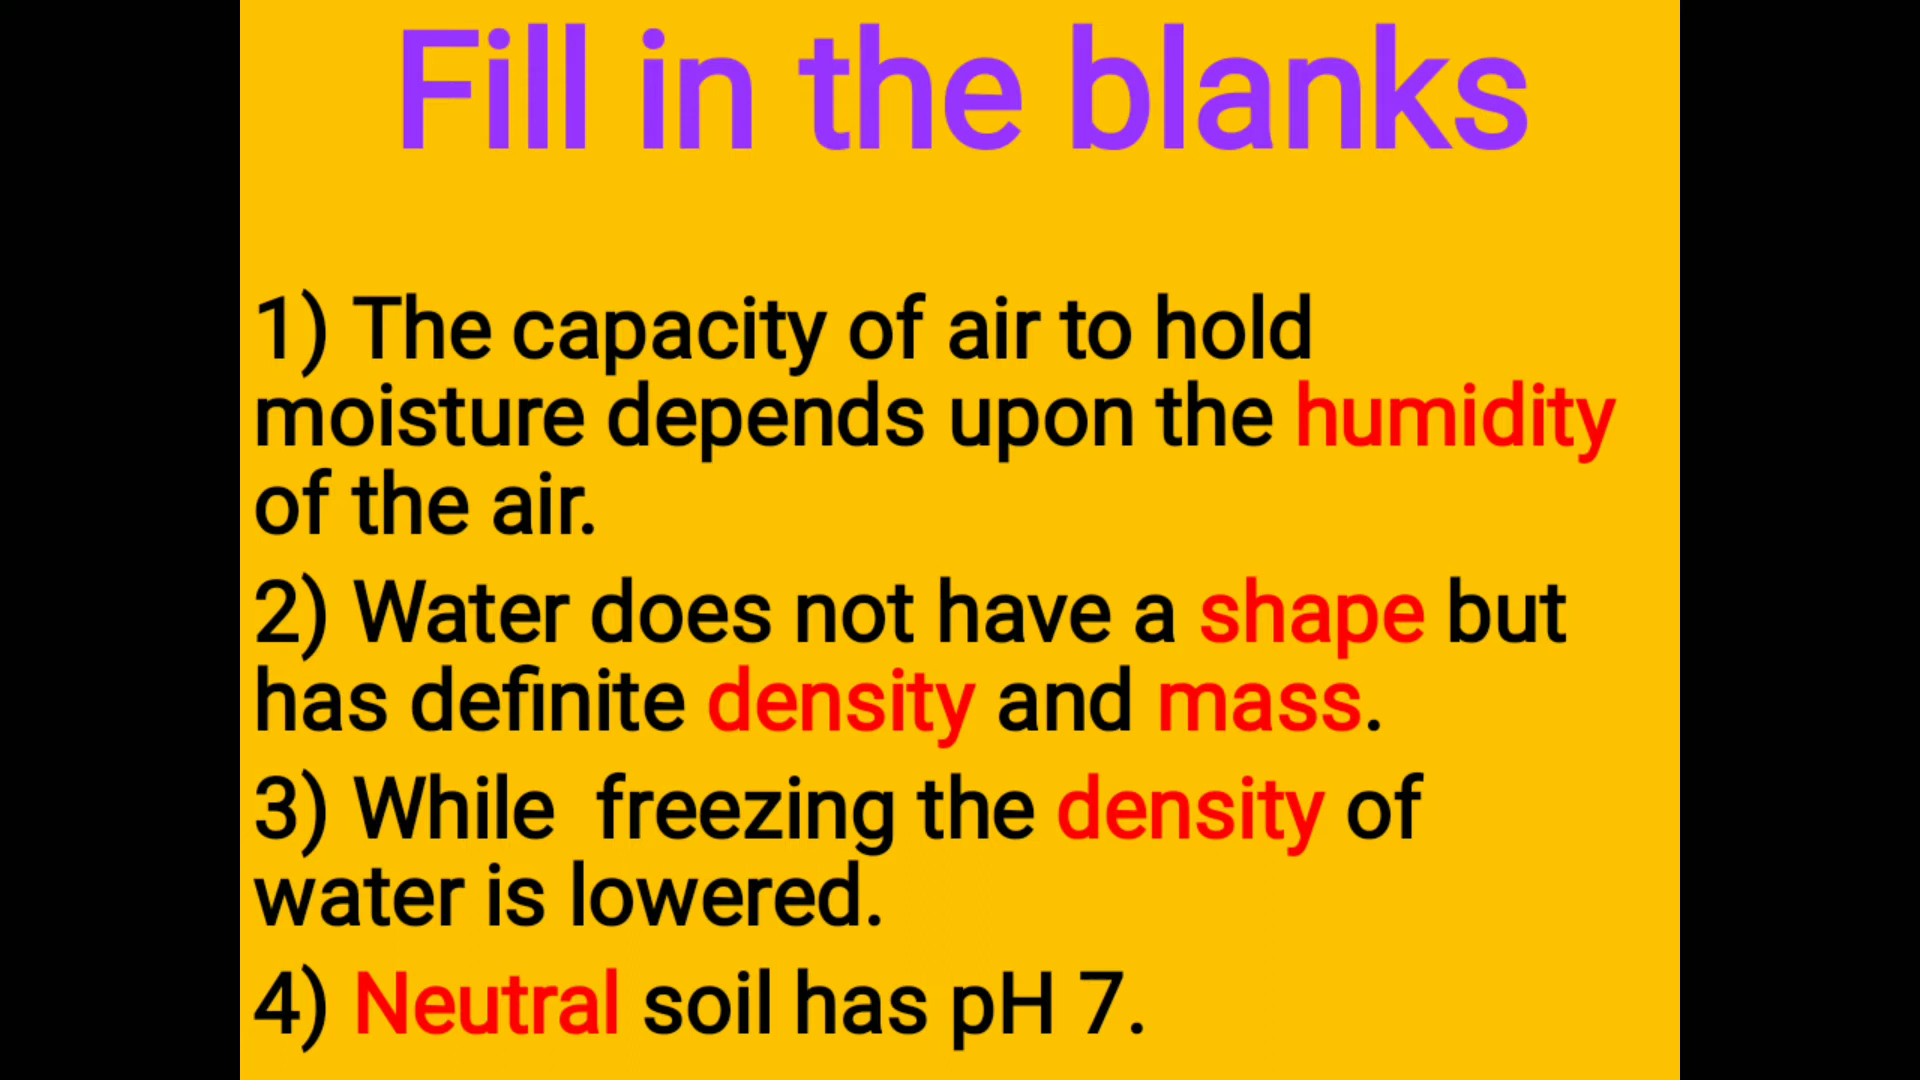 Fill in the blanks
1) The capacity of air to hold
moisture depends upon the humidity
of the air.
2) Water does not have a shape but
has definite density and mass.
3) While  freezing the density of
water is lowered.
4) Neutral soil has pH 7.